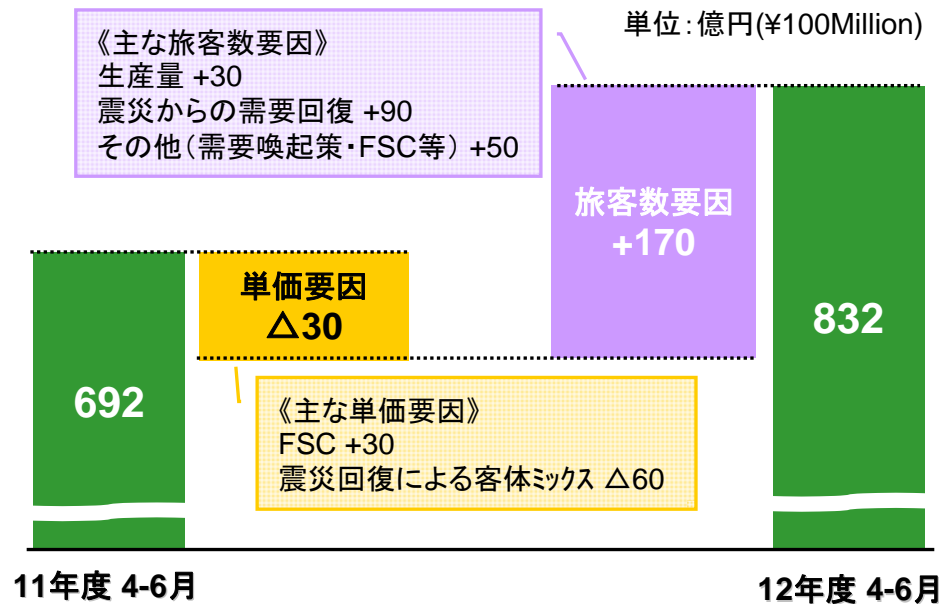 単位:億円(¥100Million)
《主な旅客数要因》
生産量 +30
震災からの需要回復 +90
その他(需要喚起策・FSC等) +50
旅客数要因
+170
単価要因
△30
832
692
《主な単価要因》
FSC +30
震災回復による客体ミックス △60
11年度 4-6月
12年度 4-6月